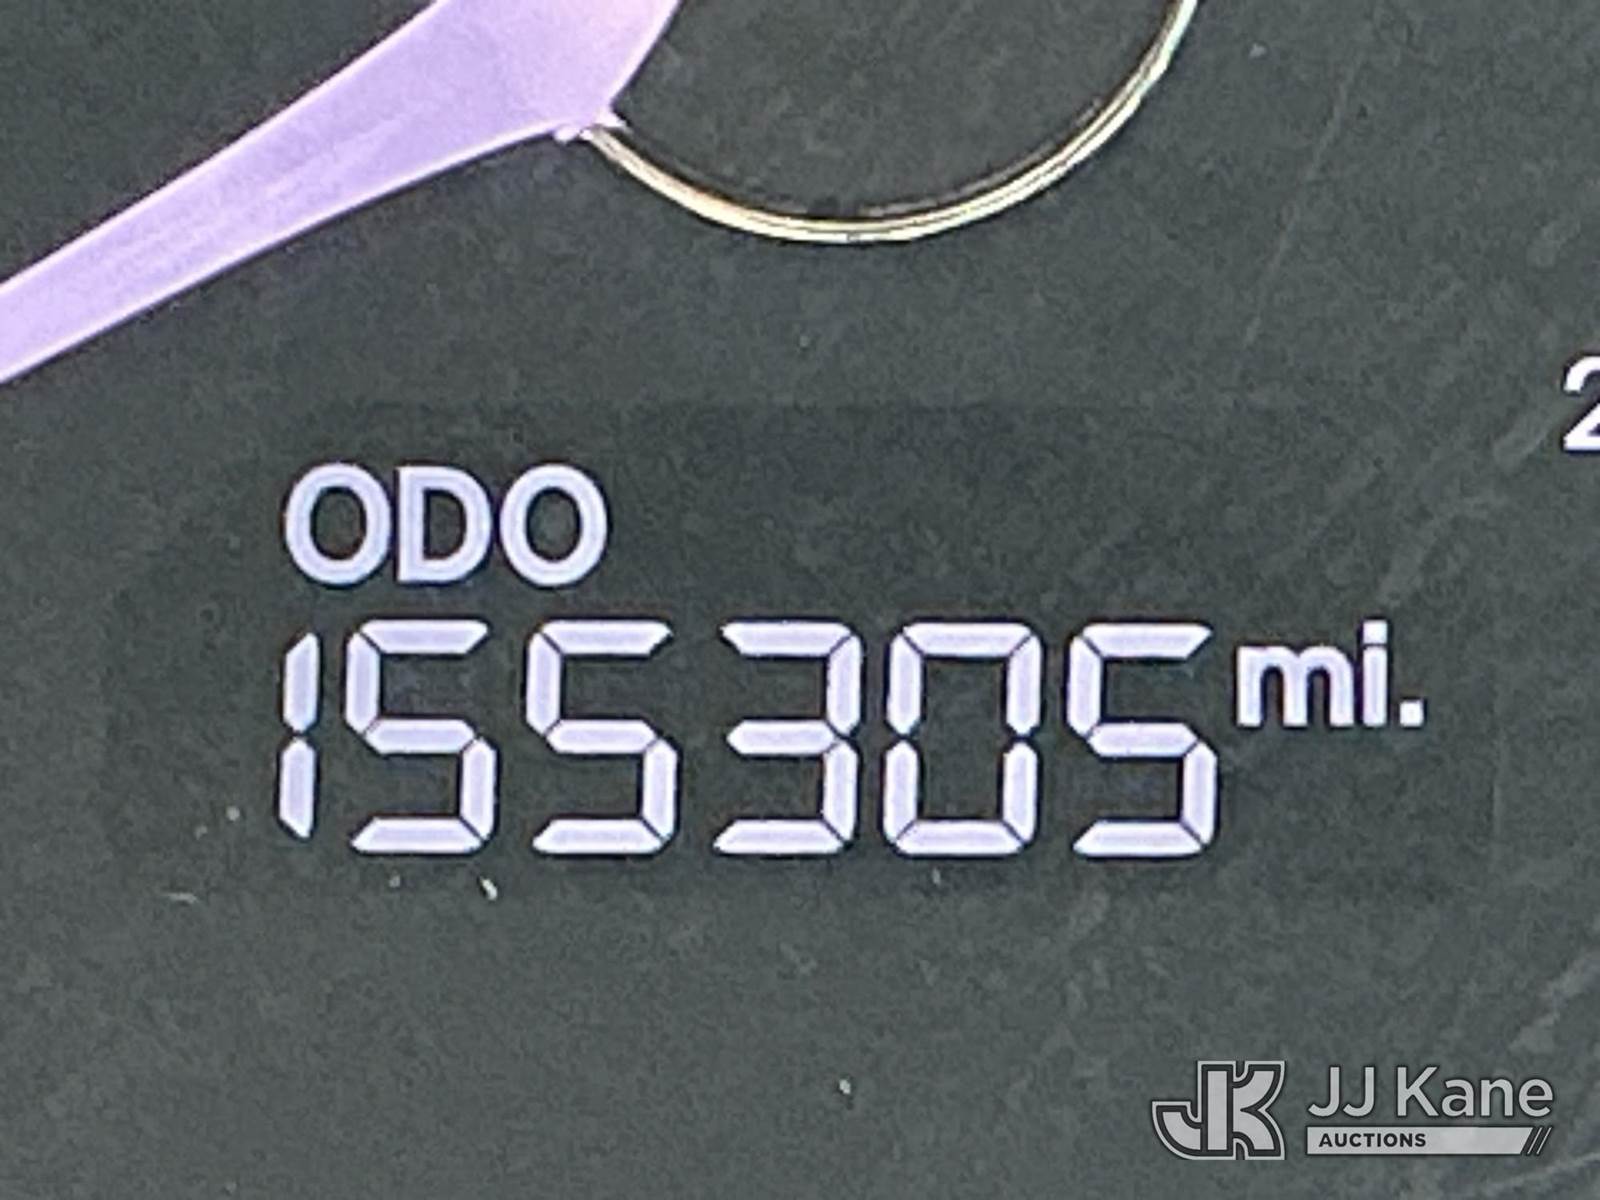 2
ODO
155305 mi.
JK JJ Kane
AUCTIONS